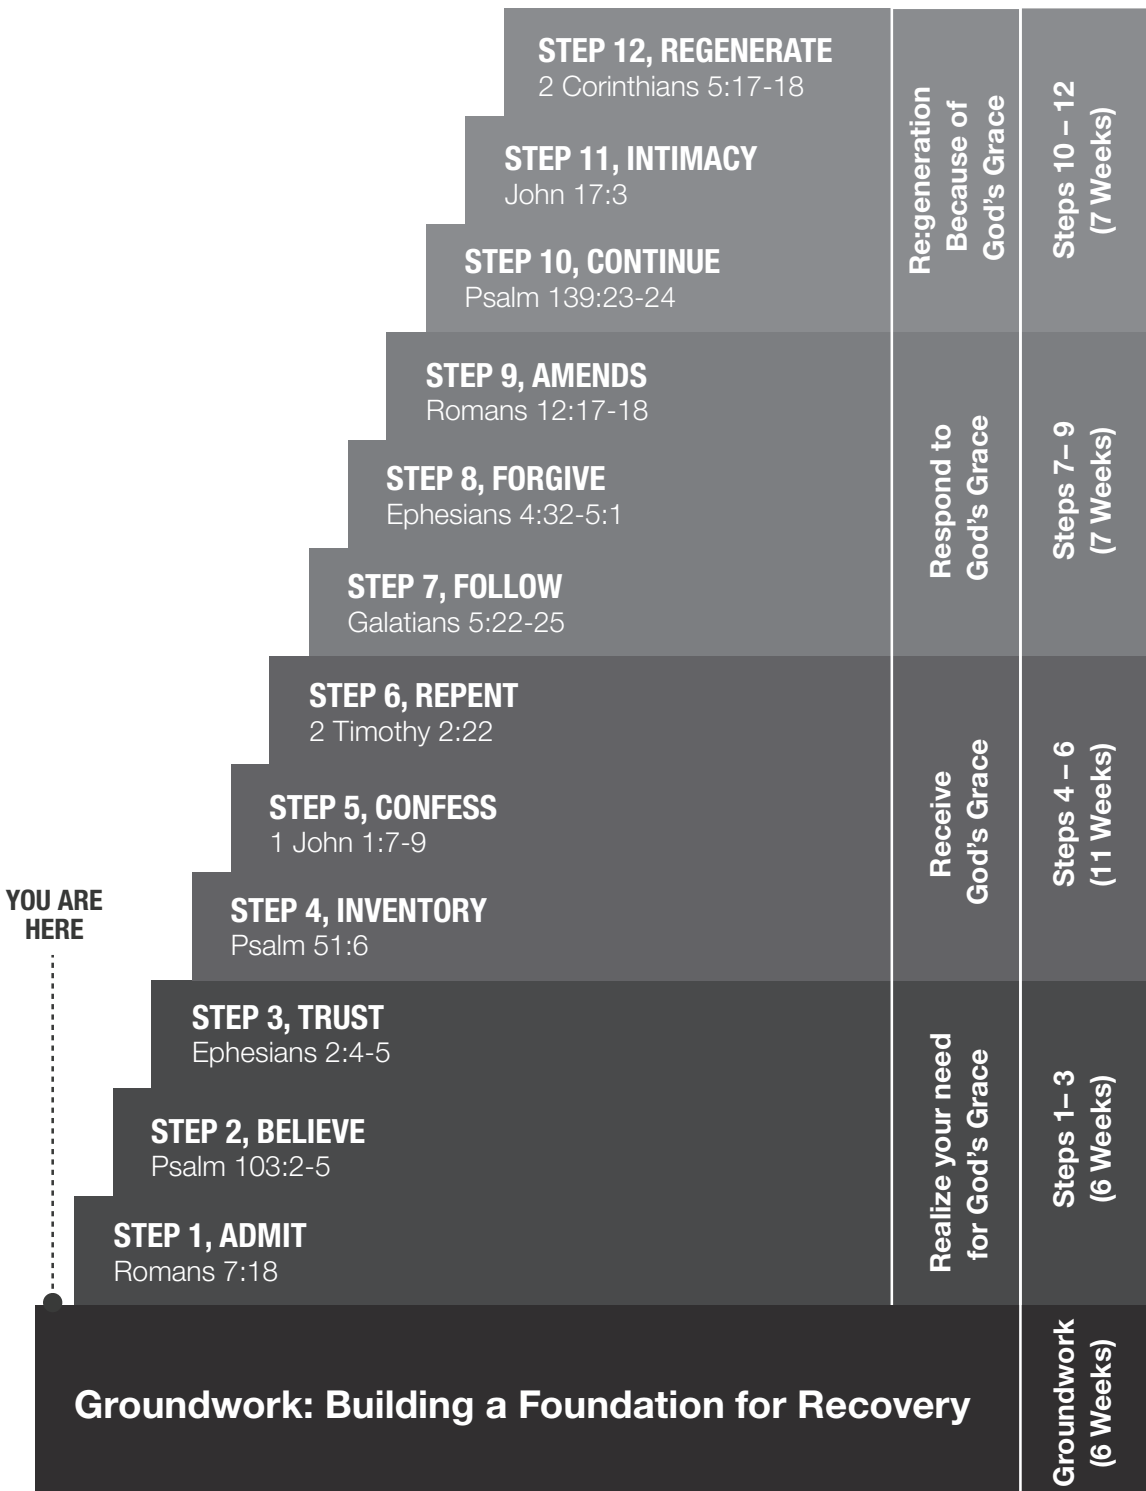 STEP 12, REGENERATE
2 Corinthians 5:17-18
STEP 11, INTIMACY
John 17:3
STEP 10, CONTINUE
Psalm 139:23-24
Re:generation
Because of
God's Grace
Steps 10 – 12
(7 Weeks)
STEP 9, AMENDS
Romans 12:17-18
STEP 8, FORGIVE
Ephesians 4:32-5:1
STEP 7, FOLLOW
Galatians 5:22-25
Respond to
God's Grace
Steps 7– 9
(7 Weeks)
STEP 6, REPENT
2 Timothy 2:22
STEP 5, CONFESS
1 John 1:7-9
STEP 4, INVENTORY
Psalm 51:6
Receive
God's Grace
Steps 4 – 6
(11 Weeks)
YOU ARE
HERE
STEP 3, TRUST
Ephesians 2:4-5
STEP 2, BELIEVE
Psalm 103:2-5
STEP 1, ADMIT
Romans 7:18
Realize your need
for God's Grace
Steps 1– 3
(6 Weeks)
Groundwork: Building a Foundation for Recovery
Groundwork
(6 Weeks)